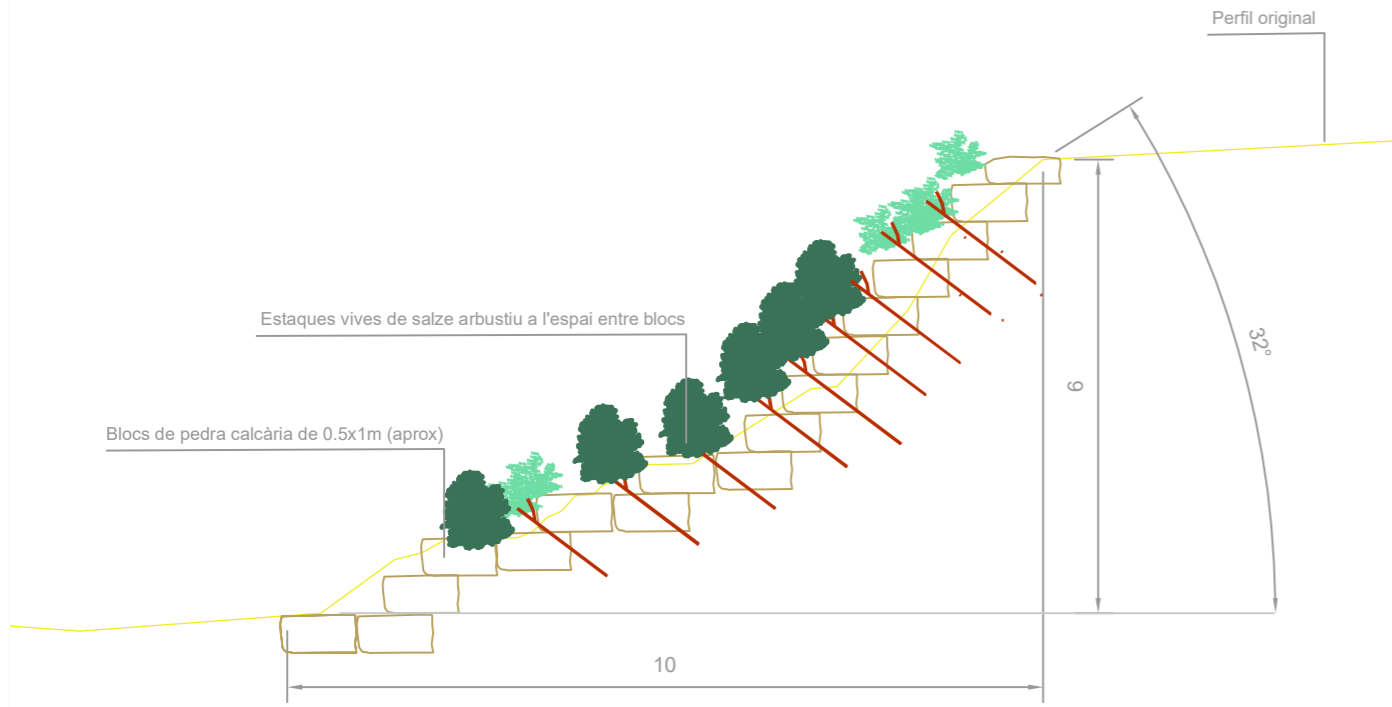 Perfil original
Estaques vives de salze arbustiu a l'espai entre blocs
32°
6
Blocs de pedra calcària de 0.5x1m (aprox)
10